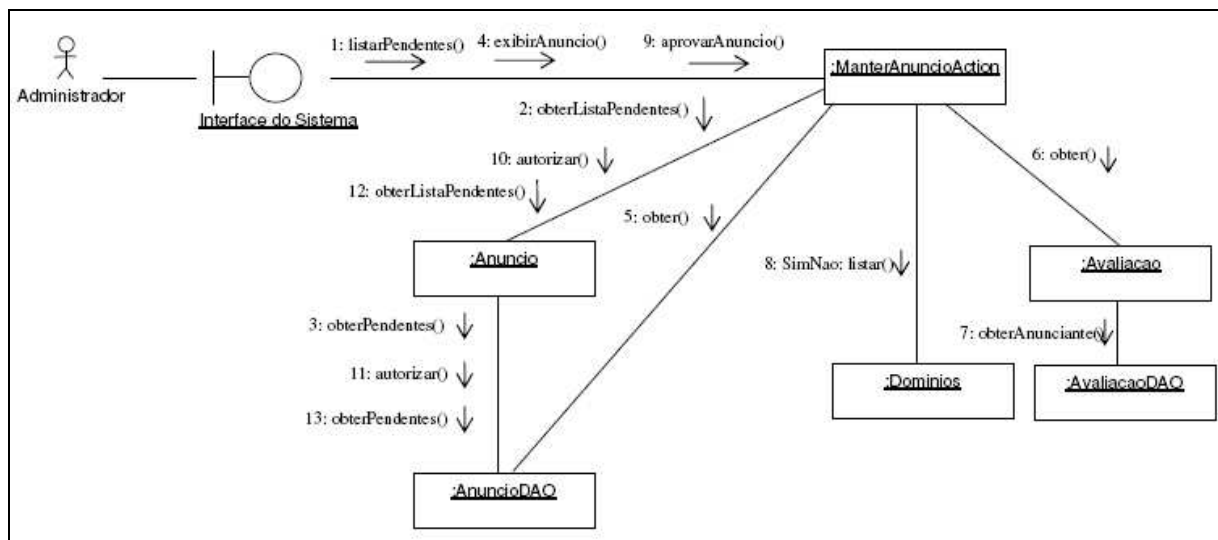 1: listarPendentes()
4: exibirAnuncio()
9: aprovarAnuncio()
:ManterAnuncioAction
Administrador
Interface do Sistema
2: obterListaPendentes()
10: autorizar()
6: obter()
12: obterListaPendentes()
5: obter()
:Anuncio
8: SimNao: listar()
:Avaliacao
3: obterPendentes()
7: obterAnunciante()
11: autorizar()
:Dominios
:AvaliacaoDAO
13: obterPendentes()
:AnuncioDAO